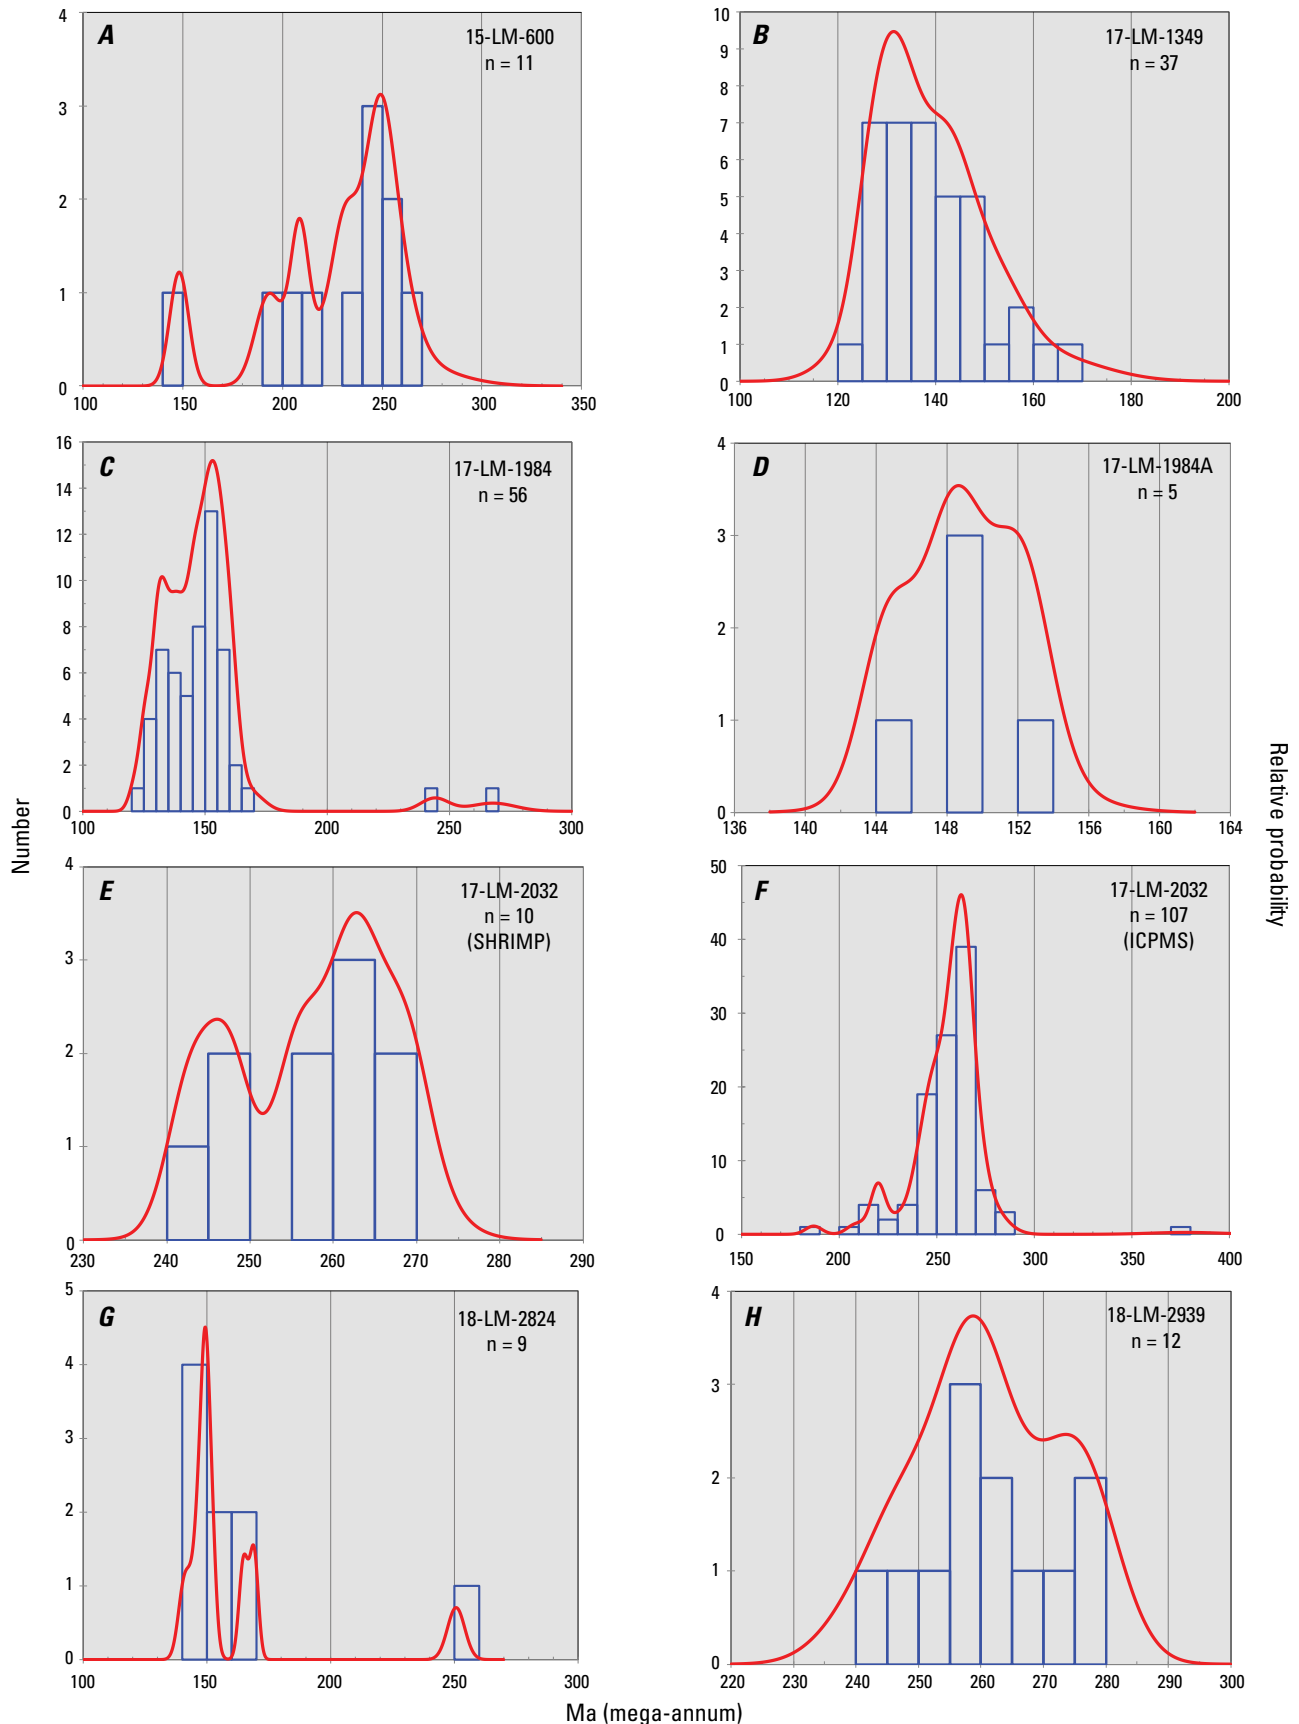 A
15-LM-600
n = 11
4
3
2
1
0
100 150 200 250 300 350
B
17-LM-1349
n = 37
10
9
8
7
6
5
4
3
2
1
0
100 120 140 160 180 200
C
17-LM-1984
n = 56
16
14
12
10
8
6
4
2
0
100 150 200 250 300
D
17-LM-1984A
n = 5
4
3
2
1
0
136 140 144 148 152 156 160 164
E
17-LM-2032
n = 10
(SHRIMP)
4
3
2
1
0
230 240 250 260 270 280 290
F
17-LM-2032
n = 107
(ICPMS)
50
40
30
20
10
0
150 200 250 300 350 400
G
18-LM-2824
n = 9
5
4
3
2
1
0
100 150 200 250 300
H
18-LM-2939
n = 12
4
3
2
1
0
220 230 240 250 260 270 280 290 300
Number
Relative probability
Ma (mega-annum)